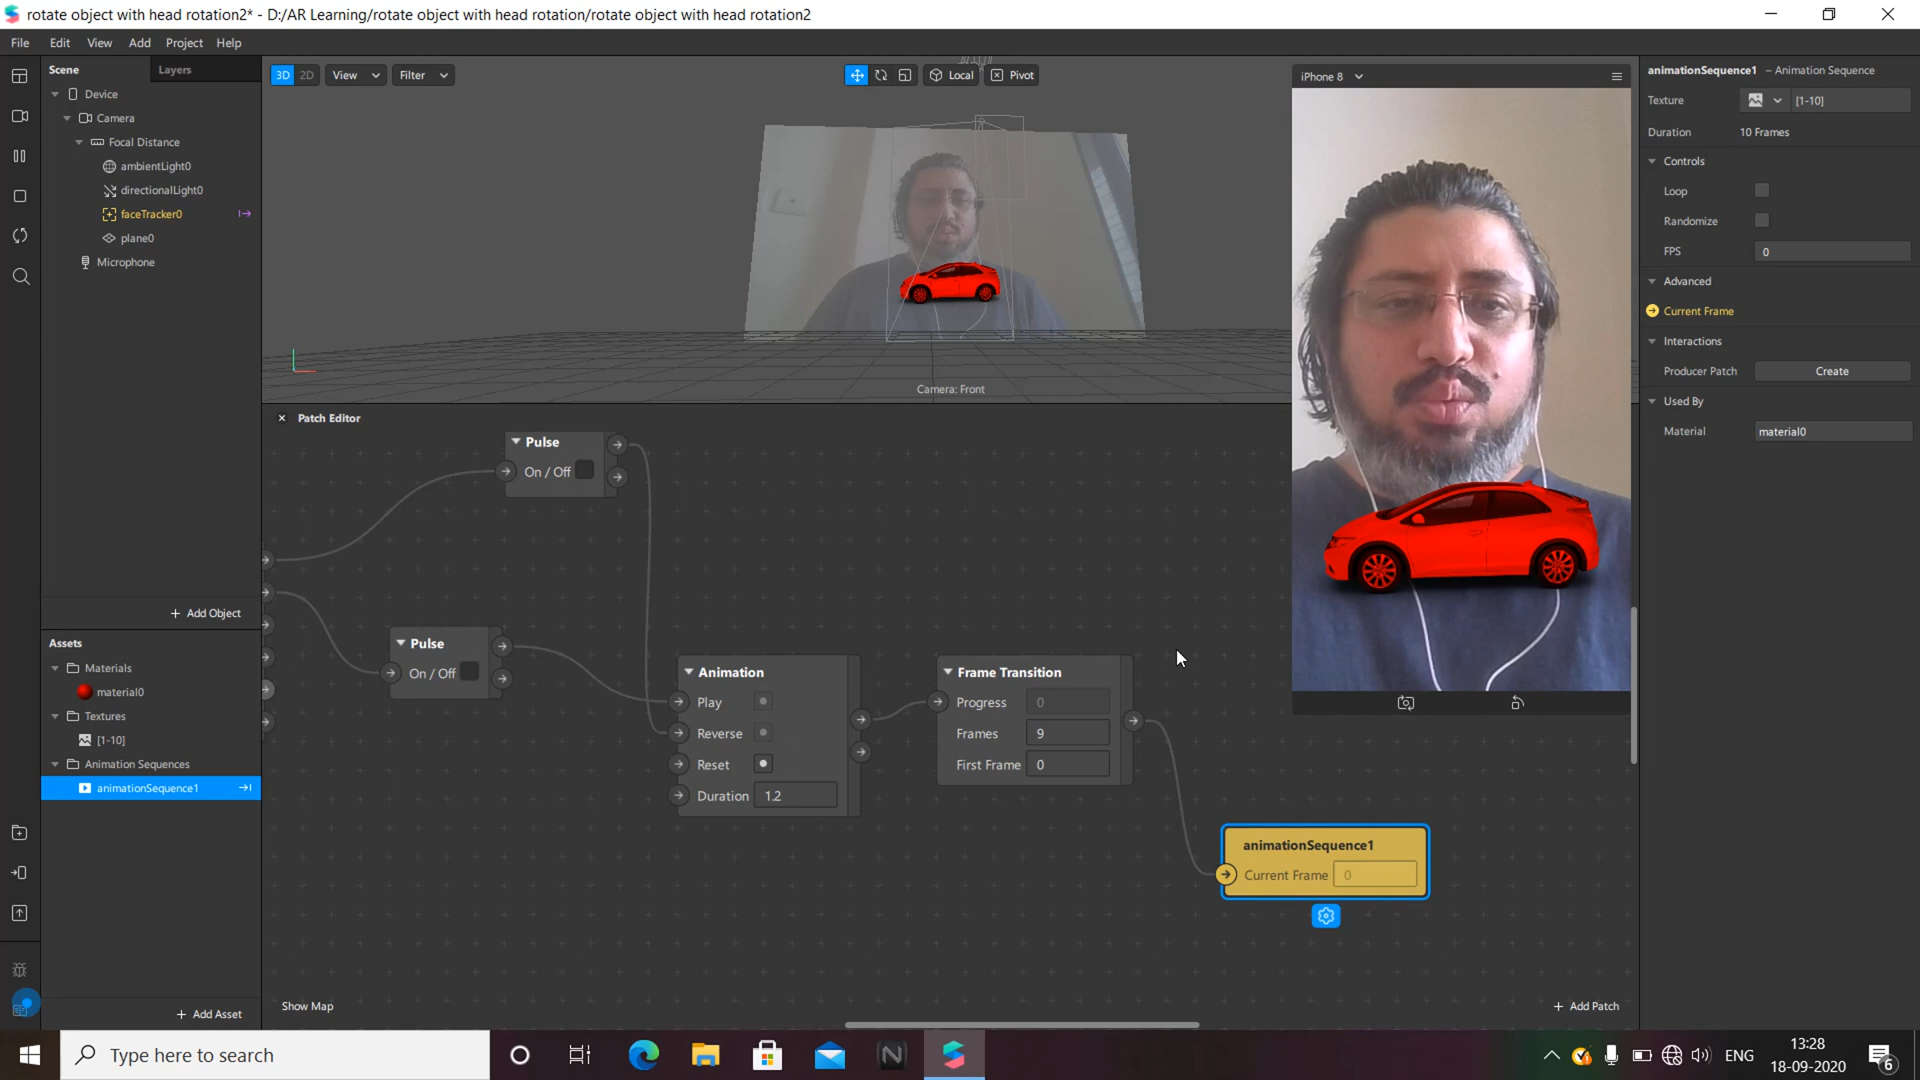 rotate object with head rotation2* - D:/AR Learning/rotate object with head rotation/rotate object with head rotation2
File Edit View Add Project Help
Scene Layers
Device
Camera
Focal Distance
ambientLight0
directionalLight0
faceTracker0
plane0
Microphone
+ Add Object
Assets
Materials
material0
Textures
[1-10]
Animation Sequences
animationSequence1
+ Add Asset
3D 2D View Filter Local Pivot
Camera: Front
Patch Editor
Pulse
On / Off
Pulse
On / Off
Animation
Play
Reverse
Reset
Duration 1.2
Frame Transition
Progress 0
Frames 9
First Frame 0
animationSequence1
Current Frame 0
Show Map
+ Add Patch
iPhone 8
animationSequence1 – Animation Sequence
Texture [1-10]
Duration 10 Frames
Controls
Loop
Randomize
FPS 0
Advanced
Current Frame
Interactions
Producer Patch Create
Used By
Material material0
Type here to search
ENG
13:28
18-09-2020
6